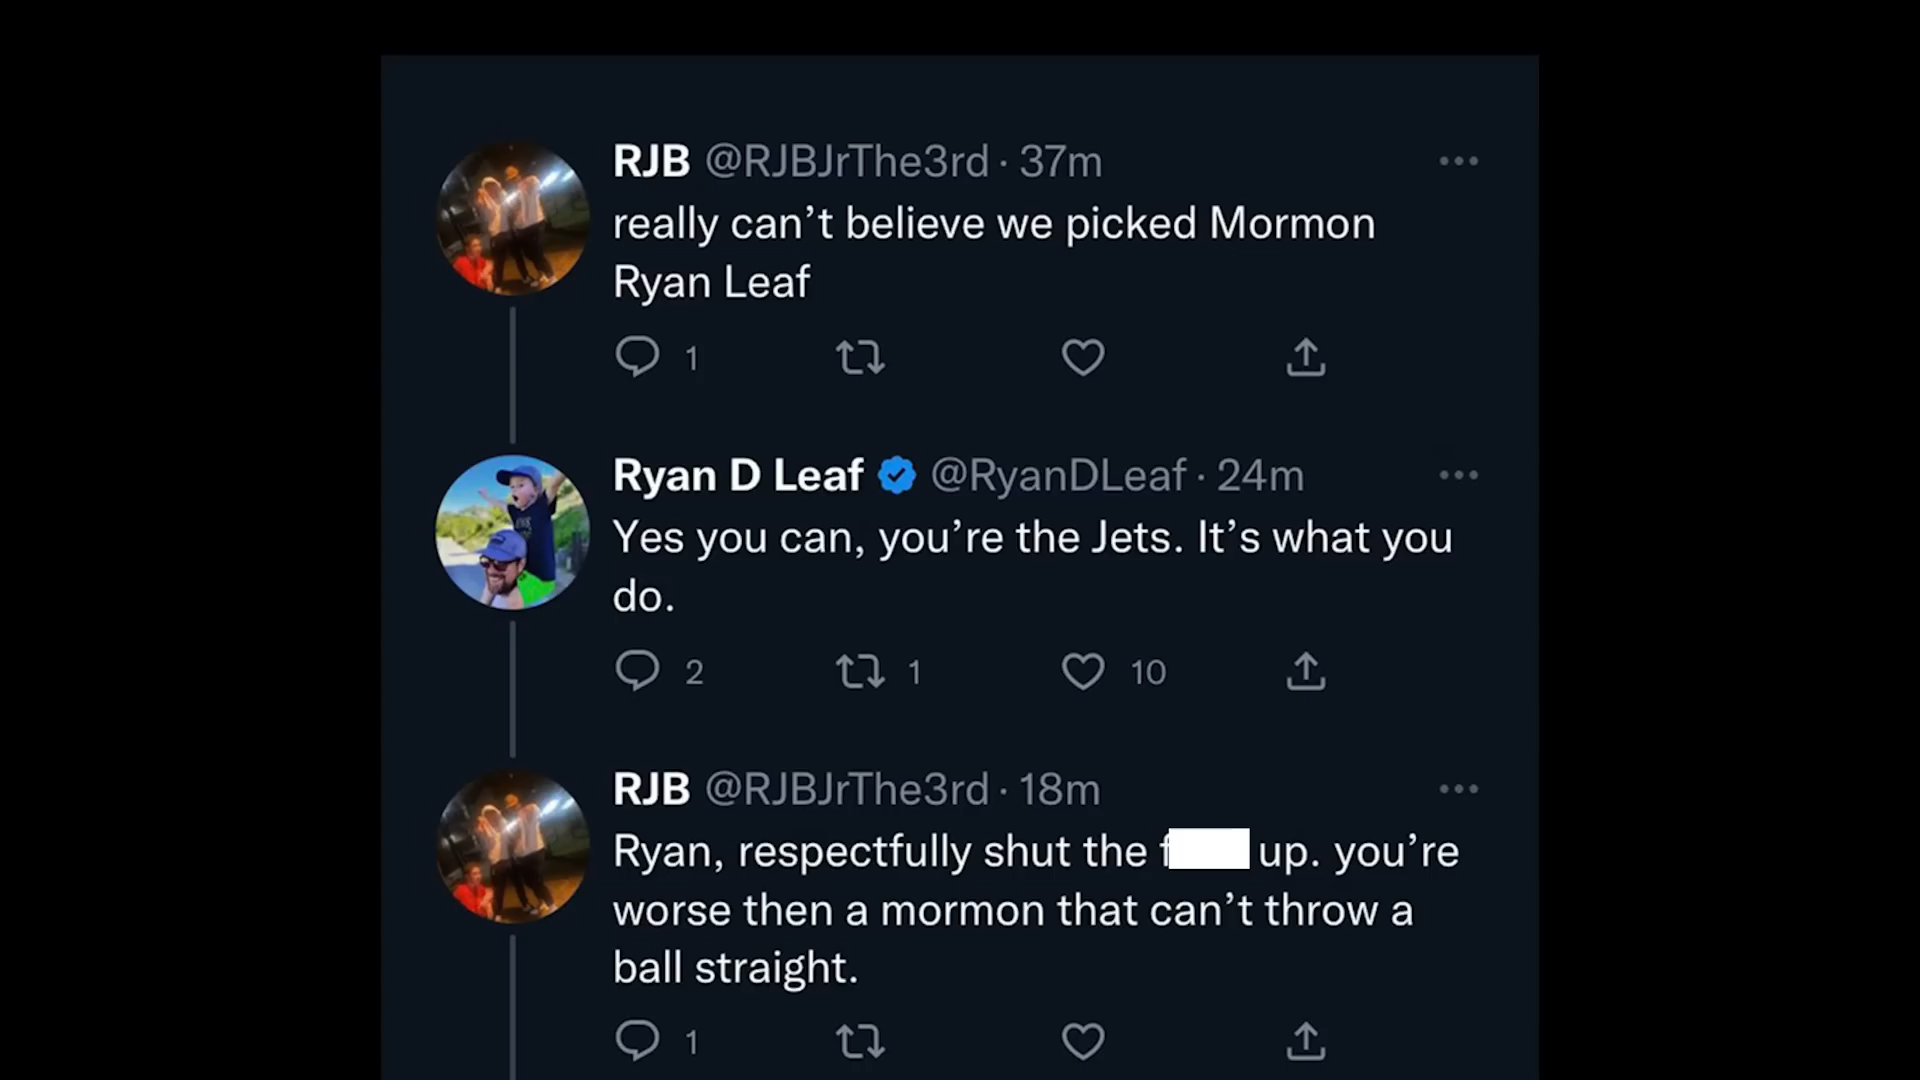 RJB @RJBJrThe3rd · 37m
really can’t believe we picked Mormon
Ryan Leaf
1
Ryan D Leaf @RyanDLeaf · 24m
Yes you can, you’re the Jets. It’s what you
do.
2 1 10
RJB @RJBJrThe3rd · 18m
Ryan, respectfully shut the f up. you’re
worse then a mormon that can’t throw a
ball straight.
1